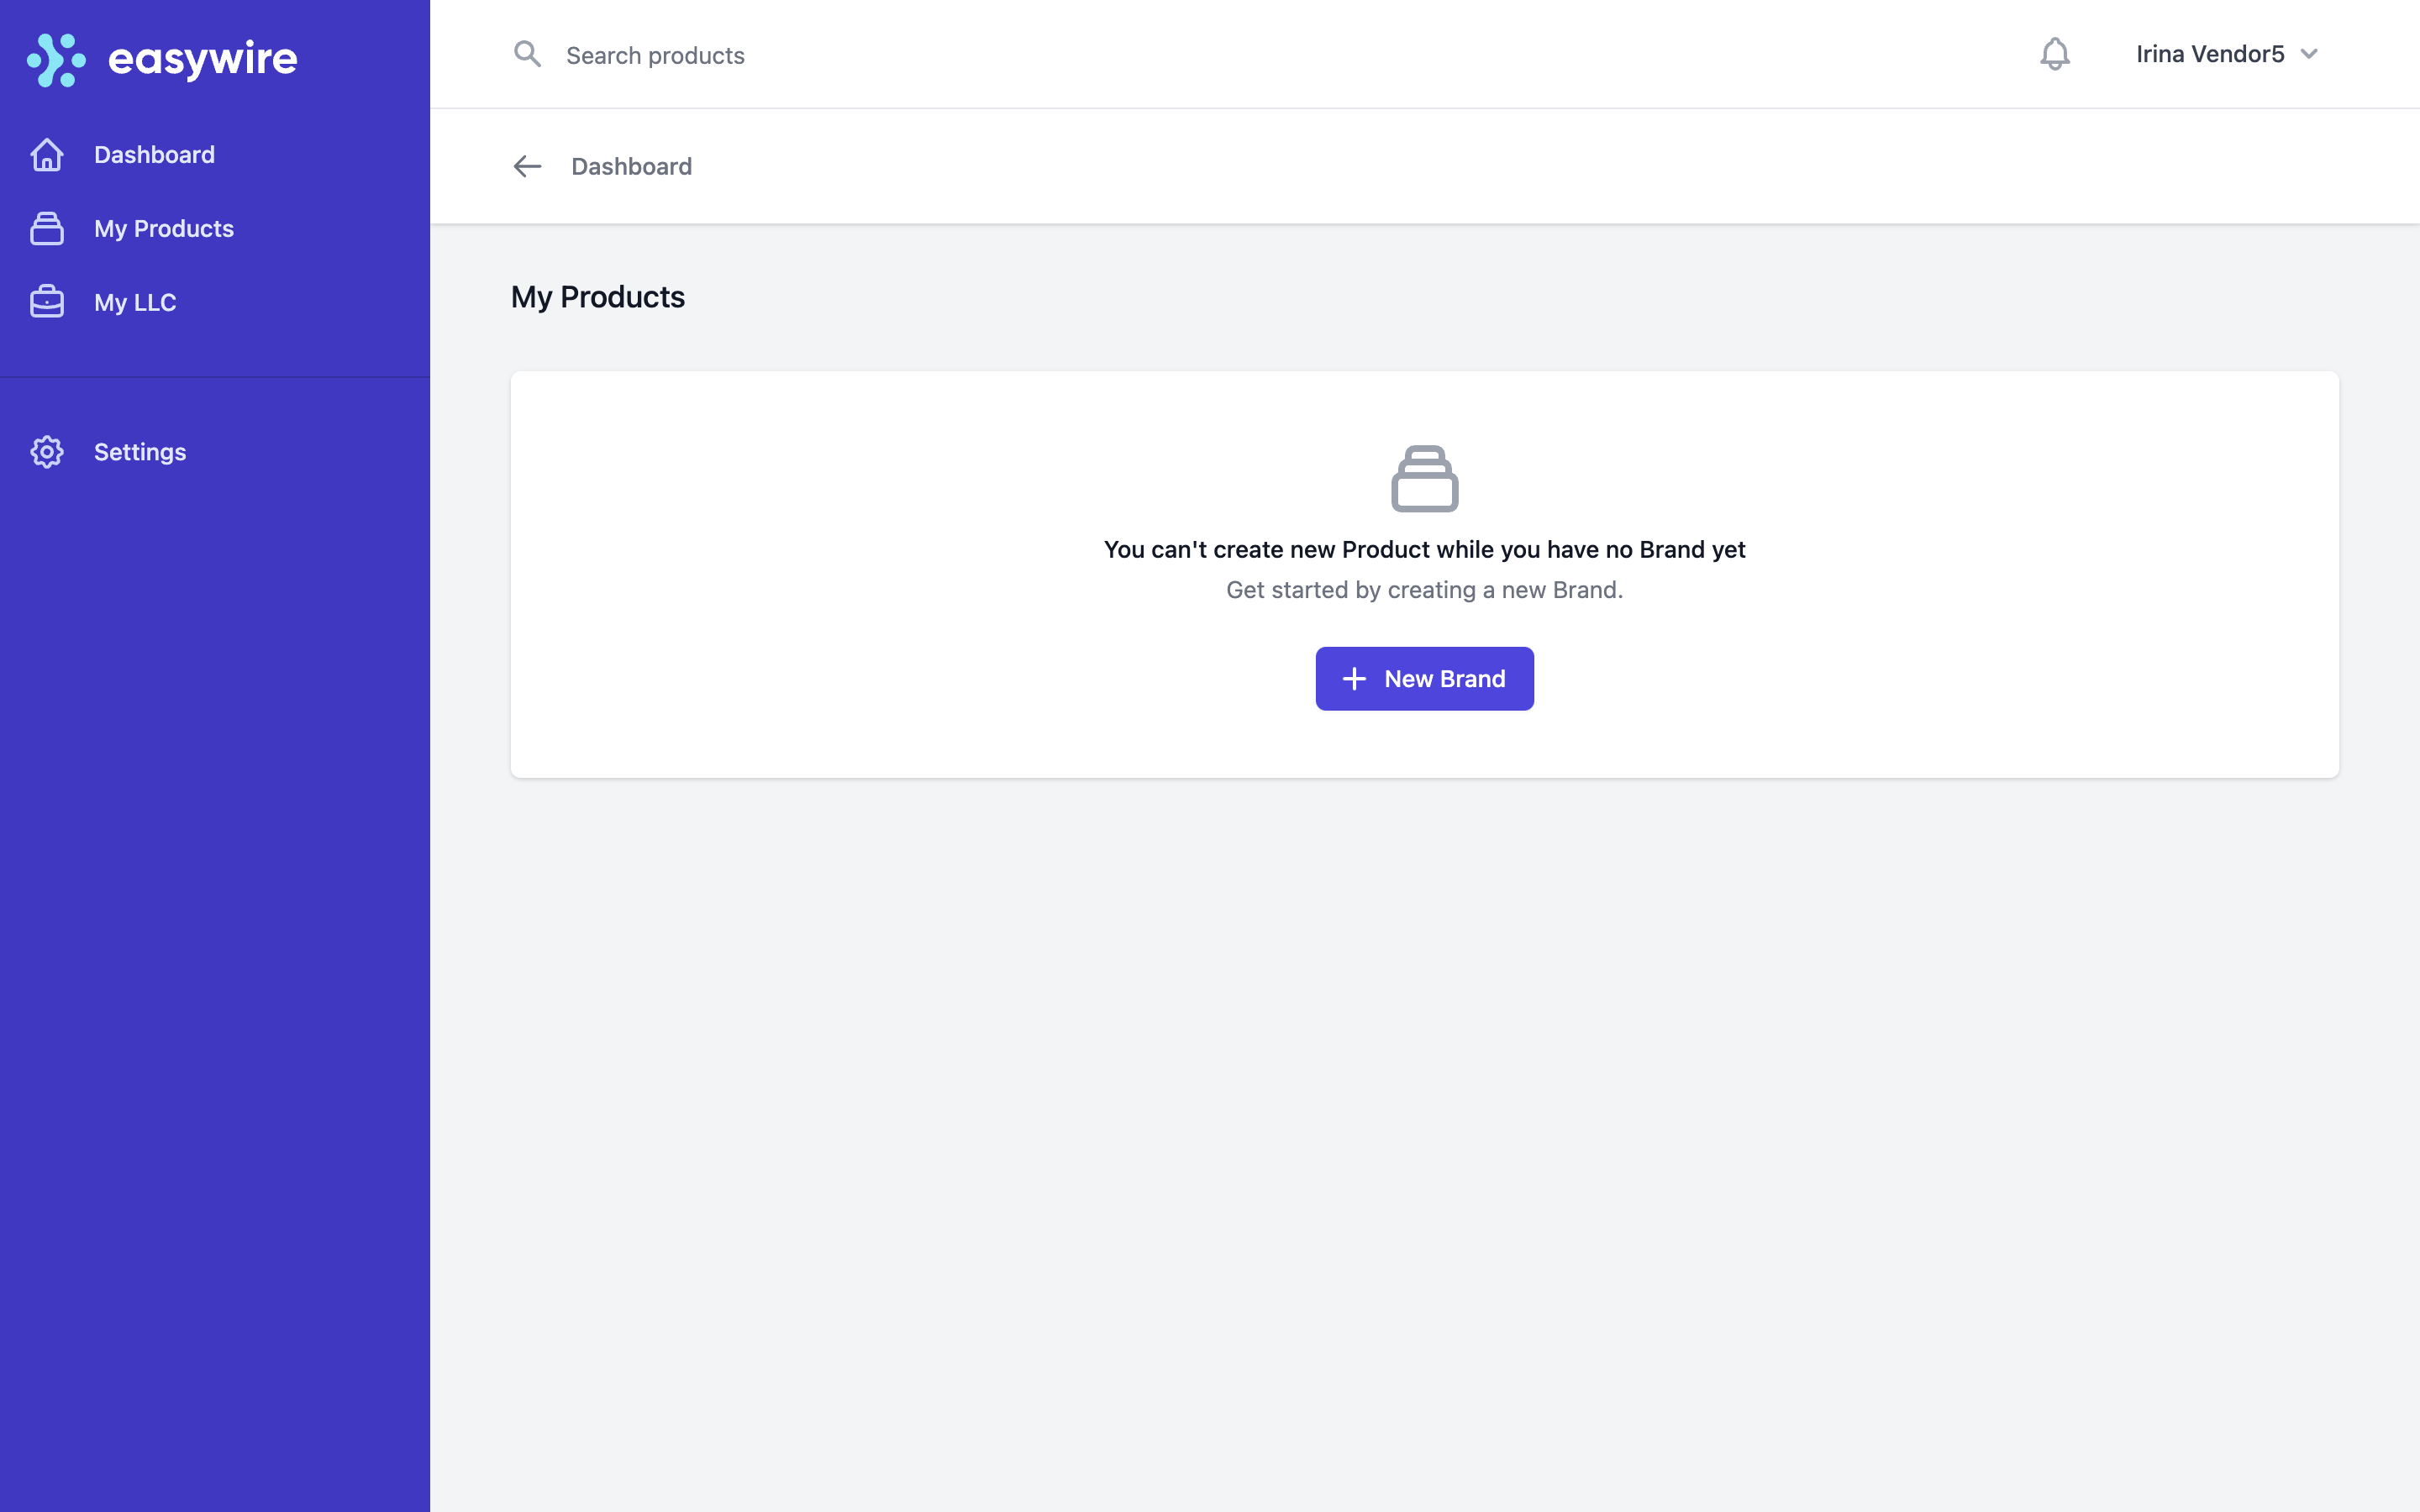 easywire
Search products
Irina Vendor5
Dashboard
My Products
My LLC
Settings
Dashboard
My Products
You can't create new Product while you have no Brand yet
Get started by creating a new Brand.
New Brand